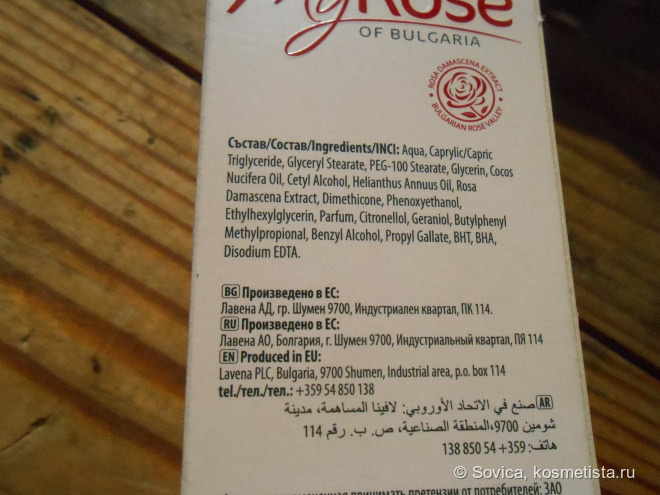 My Rose
OF BULGARIA
ROSA DAMASCENA EXTRACT • BULGARIAN ROSE VALLEY •
Състав/Состав/Ingredients/INCI: Aqua, Caprylic/Capric
Triglyceride, Glyceryl Stearate, PEG-100 Stearate, Glycerin, Cocos
Nucifera Oil, Cetyl Alcohol, Helianthus Annuus Oil, Rosa
Damascena Extract, Dimethicone, Phenoxyethanol,
Ethylhexylglycerin, Parfum, Citronellol, Geraniol, Butylphenyl
Methylpropional, Benzyl Alcohol, Propyl Gallate, BHT, BHA,
Disodium EDTA.
BG Произведено в ЕС:
Лавена АД, гр. Шумен 9700, Индустриален квартал, ПК 114.
RU Произведено в ЕС:
Лавена АО, Болгария, г. Шумен 9700, Индустриальный квартал, ПЯ 114
EN Produced in EU:
Lavena PLC, Bulgaria, 9700 Shumen, Industrial area, p.o. box 114
tel./тел./тел.: +359 54 850 138
AR صنع في الاتحاد الأوروبي: لافينا المساهمة، مدينة
شومين 9700،المنطقة الصناعية، ص. ب. رقم 114
هاتف: +359 54 850 138
принимать претензии от потребителей: ЗАО
© Sovica, kosmetista.ru